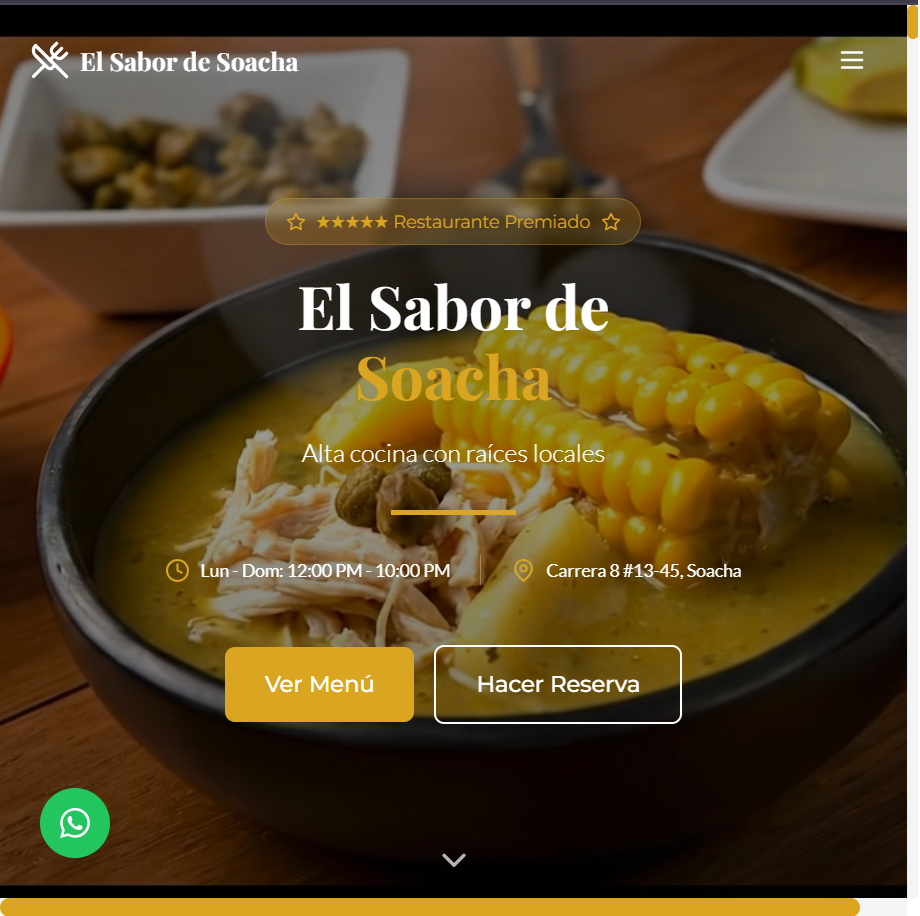 El Sabor de Soacha
★★★★★ Restaurante Premiado
El Sabor de
Soacha
Alta cocina con raíces locales
Lun - Dom: 12:00 PM - 10:00 PM
Carrera 8 #13-45, Soacha
Ver Menú
Hacer Reserva